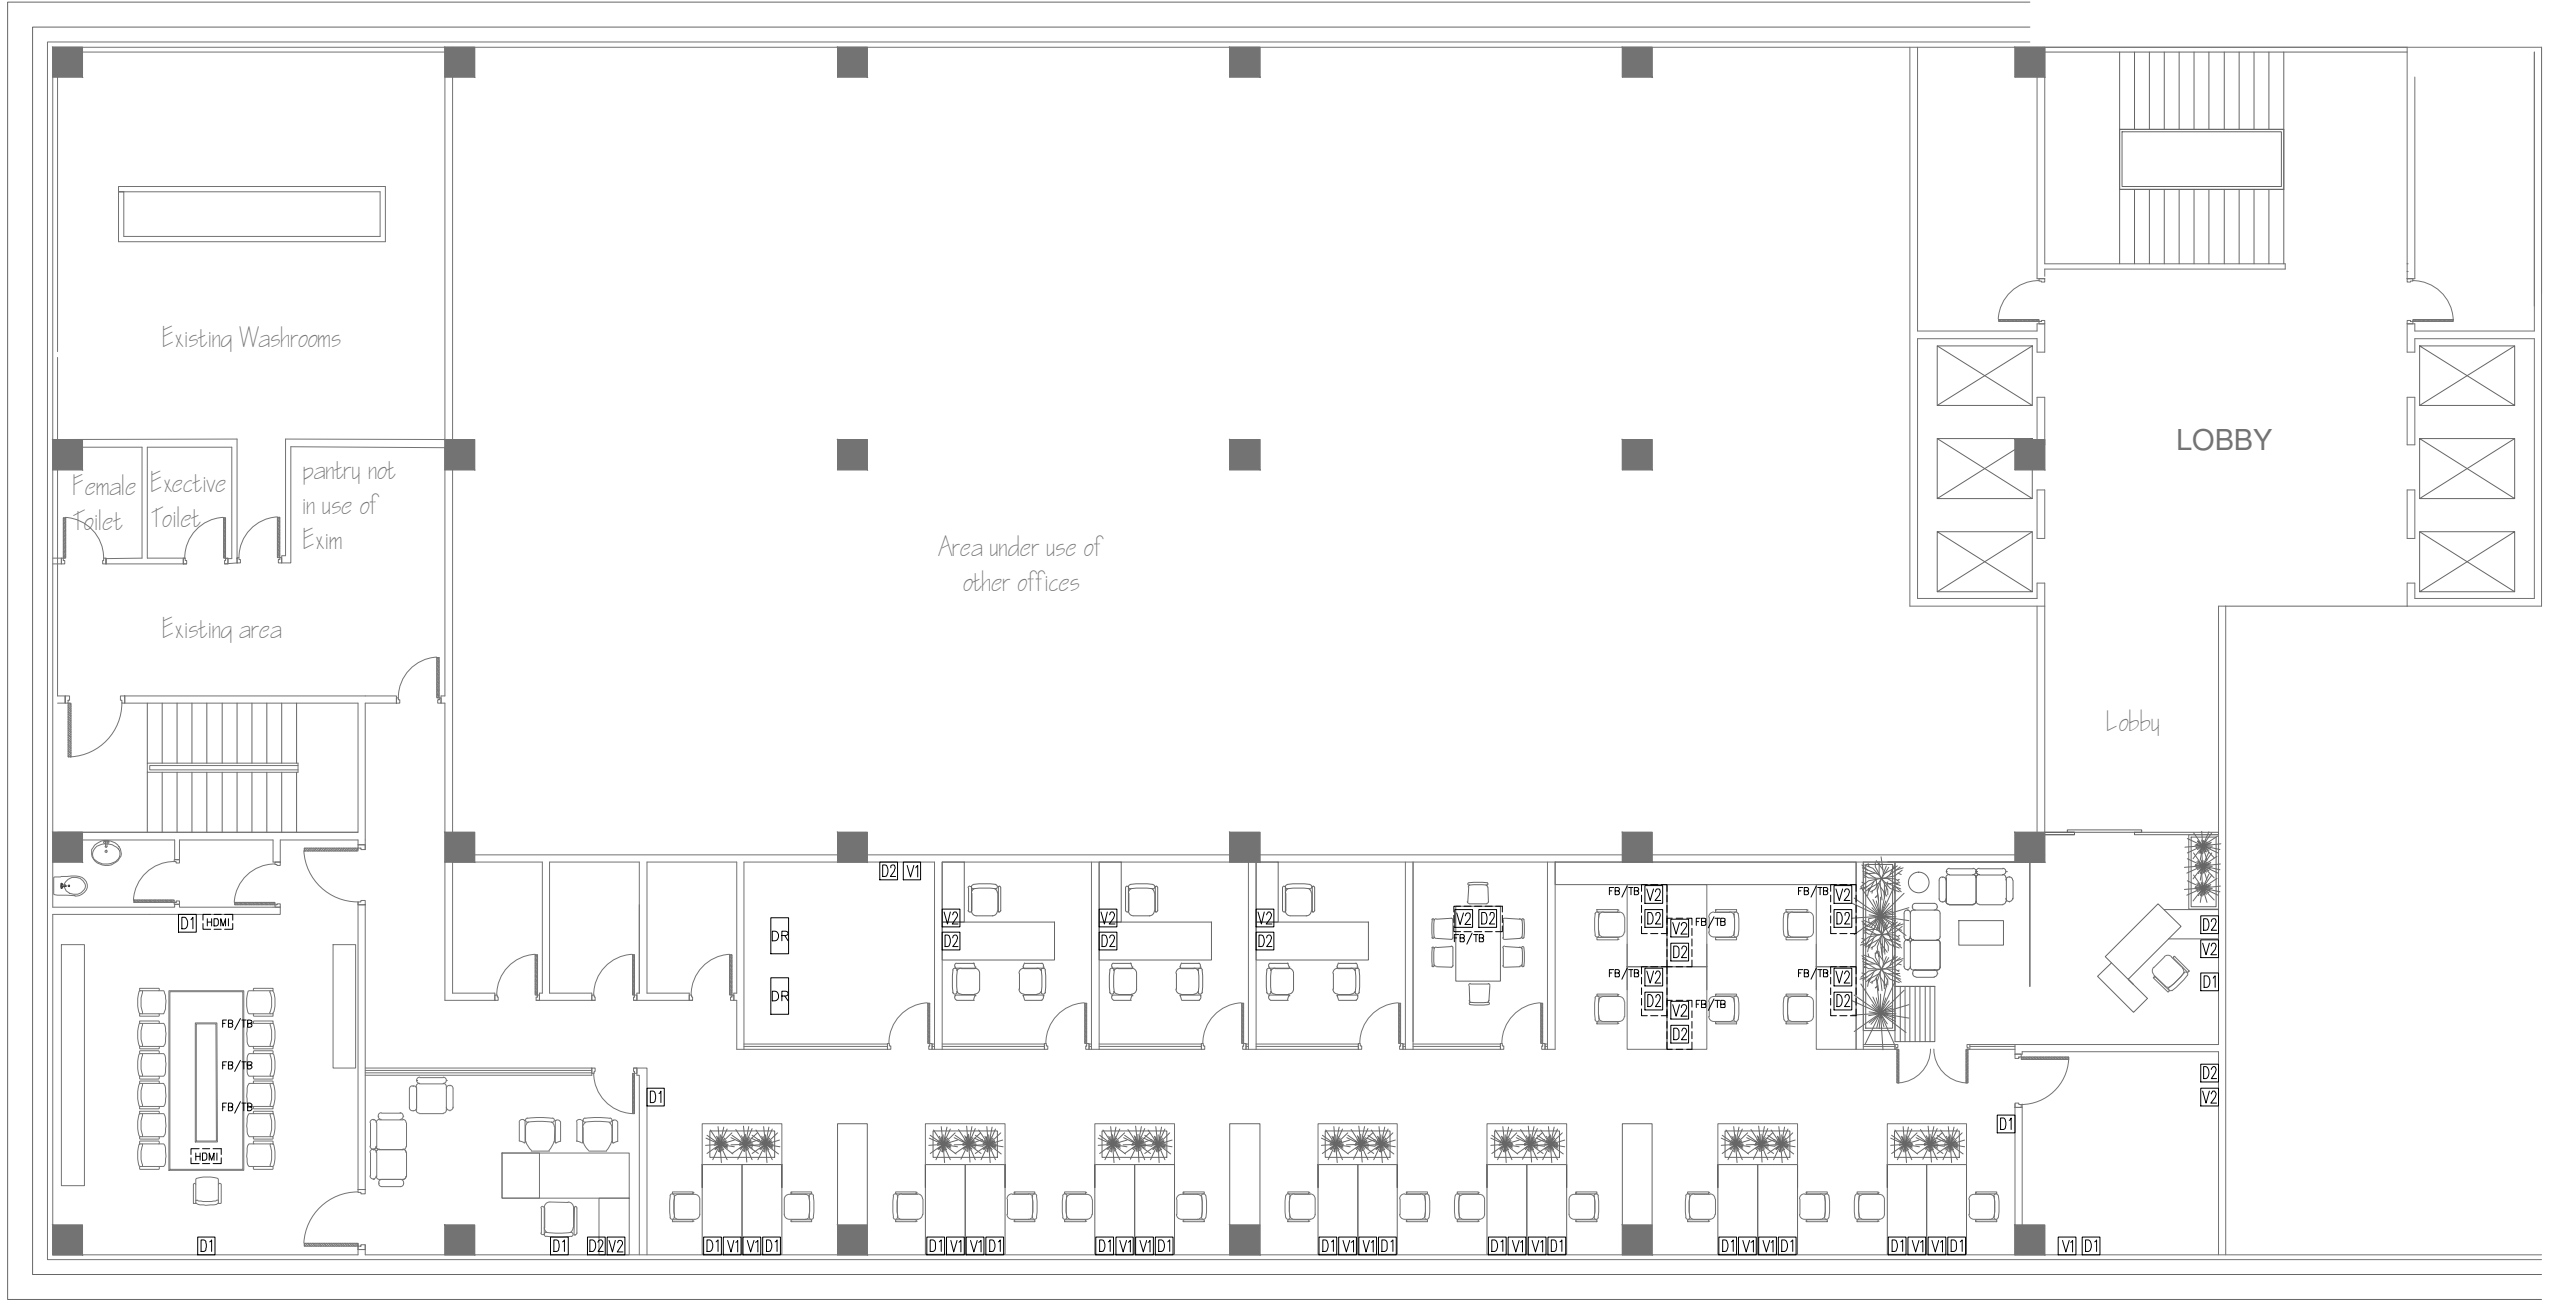 Existing Washrooms
LOBBY
Female
Toilet
Exective
Toilet
pantry not
in use of
Exim
Area under use of
other offices
Existing area
Lobby
D2 V1
FB/TB V2
D2
FB/TB V2
D2
V2 FB/TB
D2
V2
D2
V2
D2
V2
D2
V2 D2
FB/TB
D1 HDMI
DR
DR
D2
V2
D1
FB/TB V2
D2
FB/TB V2
D2
V2 FB/TB
D2
FB/TB
FB/TB
FB/TB
HDMI
D1
D2
V2
D1
D1
D1
D2 V2
D1 V1 V1 D1
D1 V1 V1 D1
D1 V1 V1 D1
D1 V1 V1 D1
D1 V1 V1 D1
D1 V1 V1 D1
D1 V1 V1 D1
V1 D1